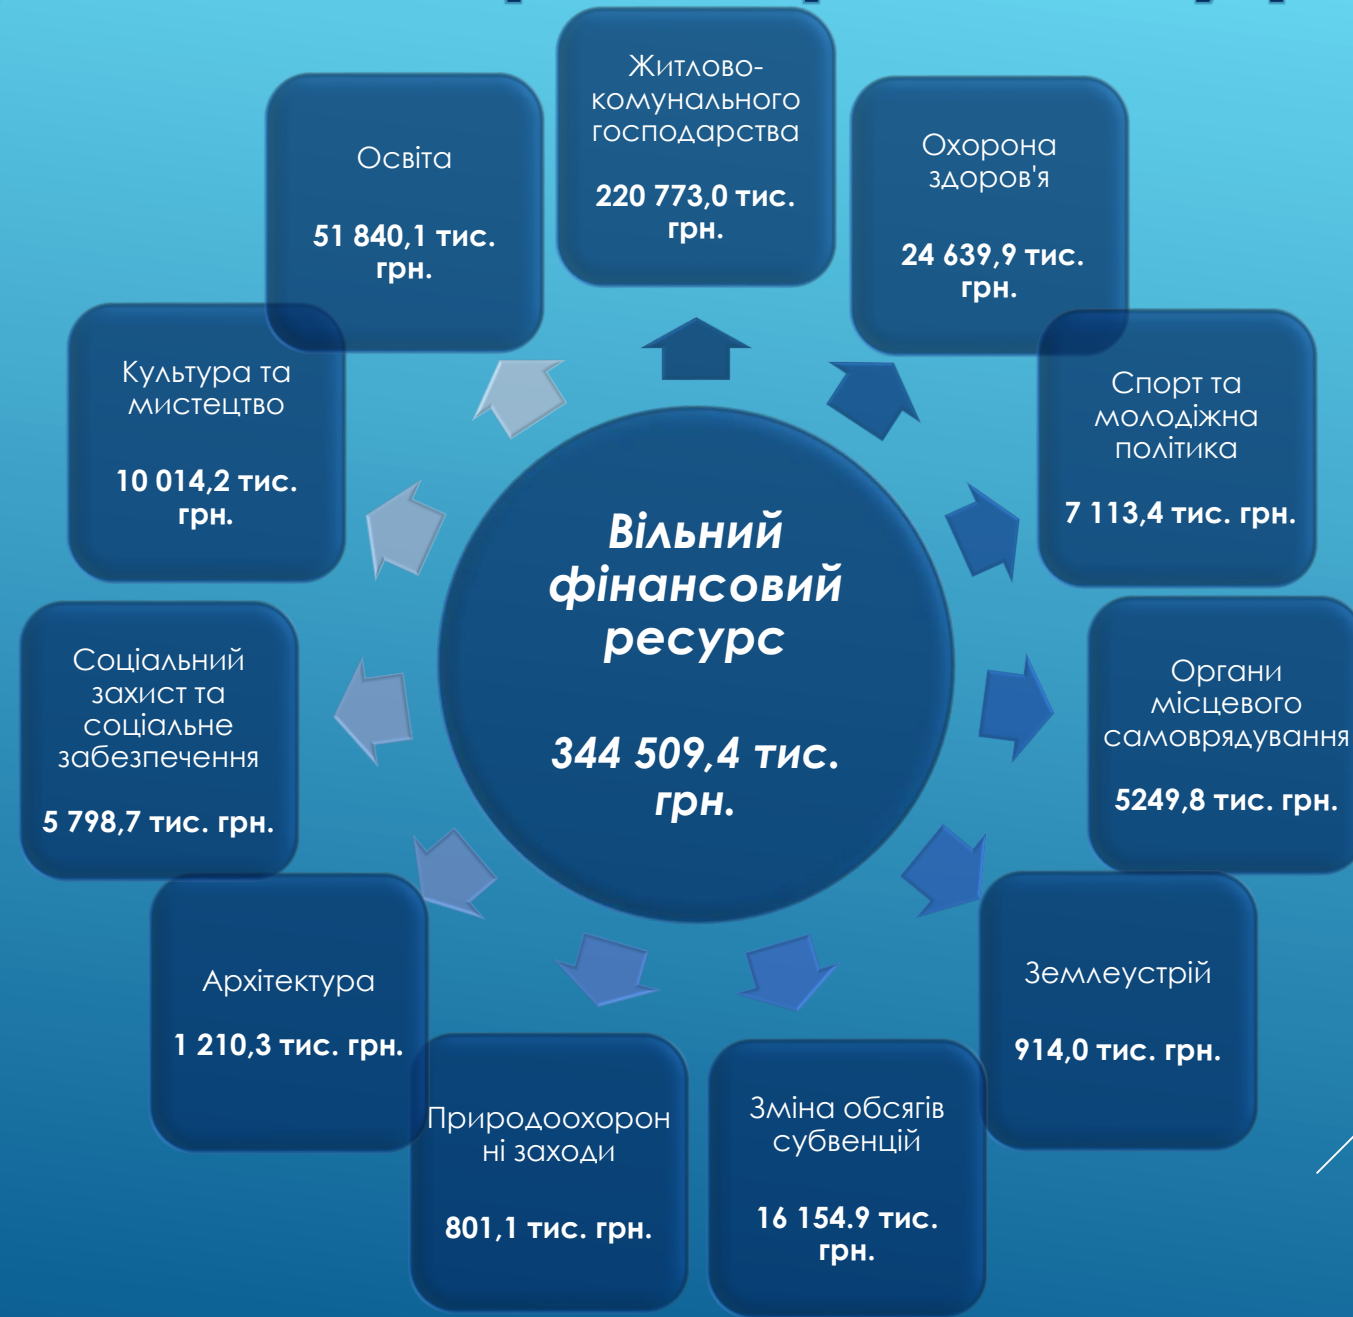 Житлово-
комунального
господарства
220 773,0 тис.
грн.
Охорона
здоров'я
24 639,9 тис.
грн.
Спорт та
молодіжна
політика
7 113,4 тис. грн.
Органи
місцевого
самоврядування
5249,8 тис. грн.
Землеустрій
914,0 тис. грн.
Зміна обсягів
субвенцій
16 154.9 тис.
грн.
Природоохорон
ні заходи
801,1 тис. грн.
Архітектура
1 210,3 тис. грн.
Соціальний
захист та
соціальне
забезпечення
5 798,7 тис. грн.
Культура та
мистецтво
10 014,2 тис.
грн.
Освіта
51 840,1 тис.
грн.
Вільний
фінансовий
ресурс
344 509,4 тис.
грн.